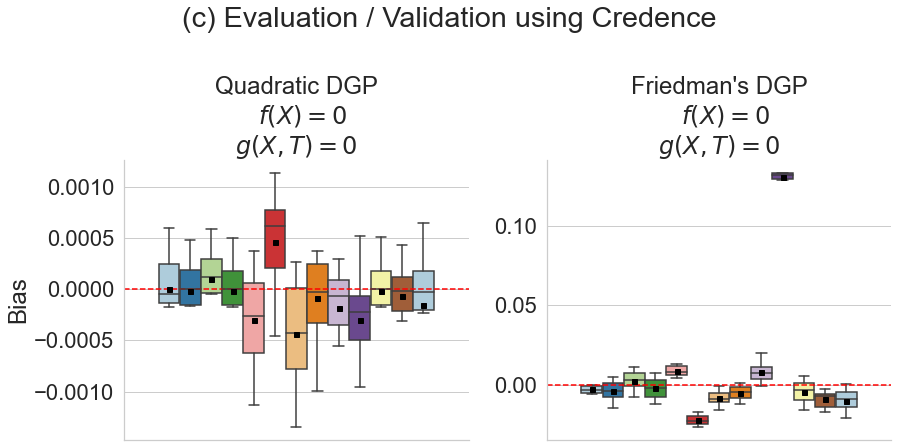 (c) Evaluation / Validation using Credence
Quadratic DGP
f(X) = 0
g(X, T) = 0
Bias
0.0010
0.0005
0.0000
−0.0005
−0.0010
Friedman's DGP
f(X) = 0
g(X, T) = 0
0.10
0.05
0.00